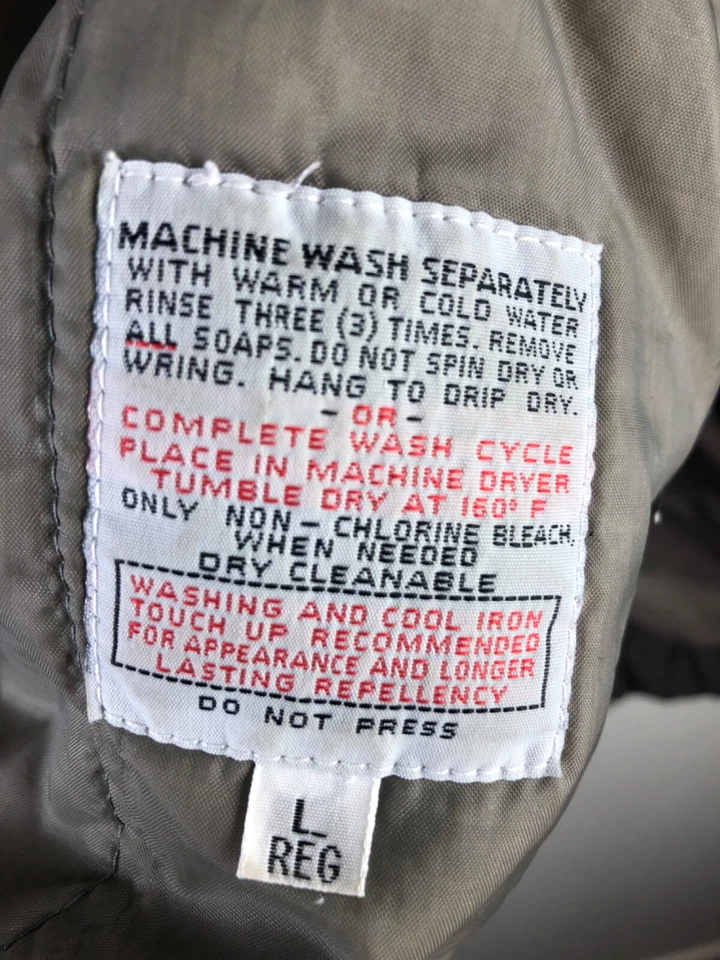 MACHINE WASH SEPARATELY
WITH WARM OR COLD WATER
RINSE THREE (3) TIMES. REMOVE
ALL SOAPS. DO NOT SPIN DRY OR
WRING. HANG TO DRIP DRY.
- OR -
COMPLETE WASH CYCLE
PLACE IN MACHINE DRYER
TUMBLE DRY AT 160° F
ONLY NON - CHLORINE BLEACH,
WHEN NEEDED
DRY CLEANABLE
WASHING AND COOL IRON
TOUCH UP RECOMMENDED
FOR APPEARANCE AND LONGER
LASTING REPELLENCY
DO NOT PRESS
L
REG